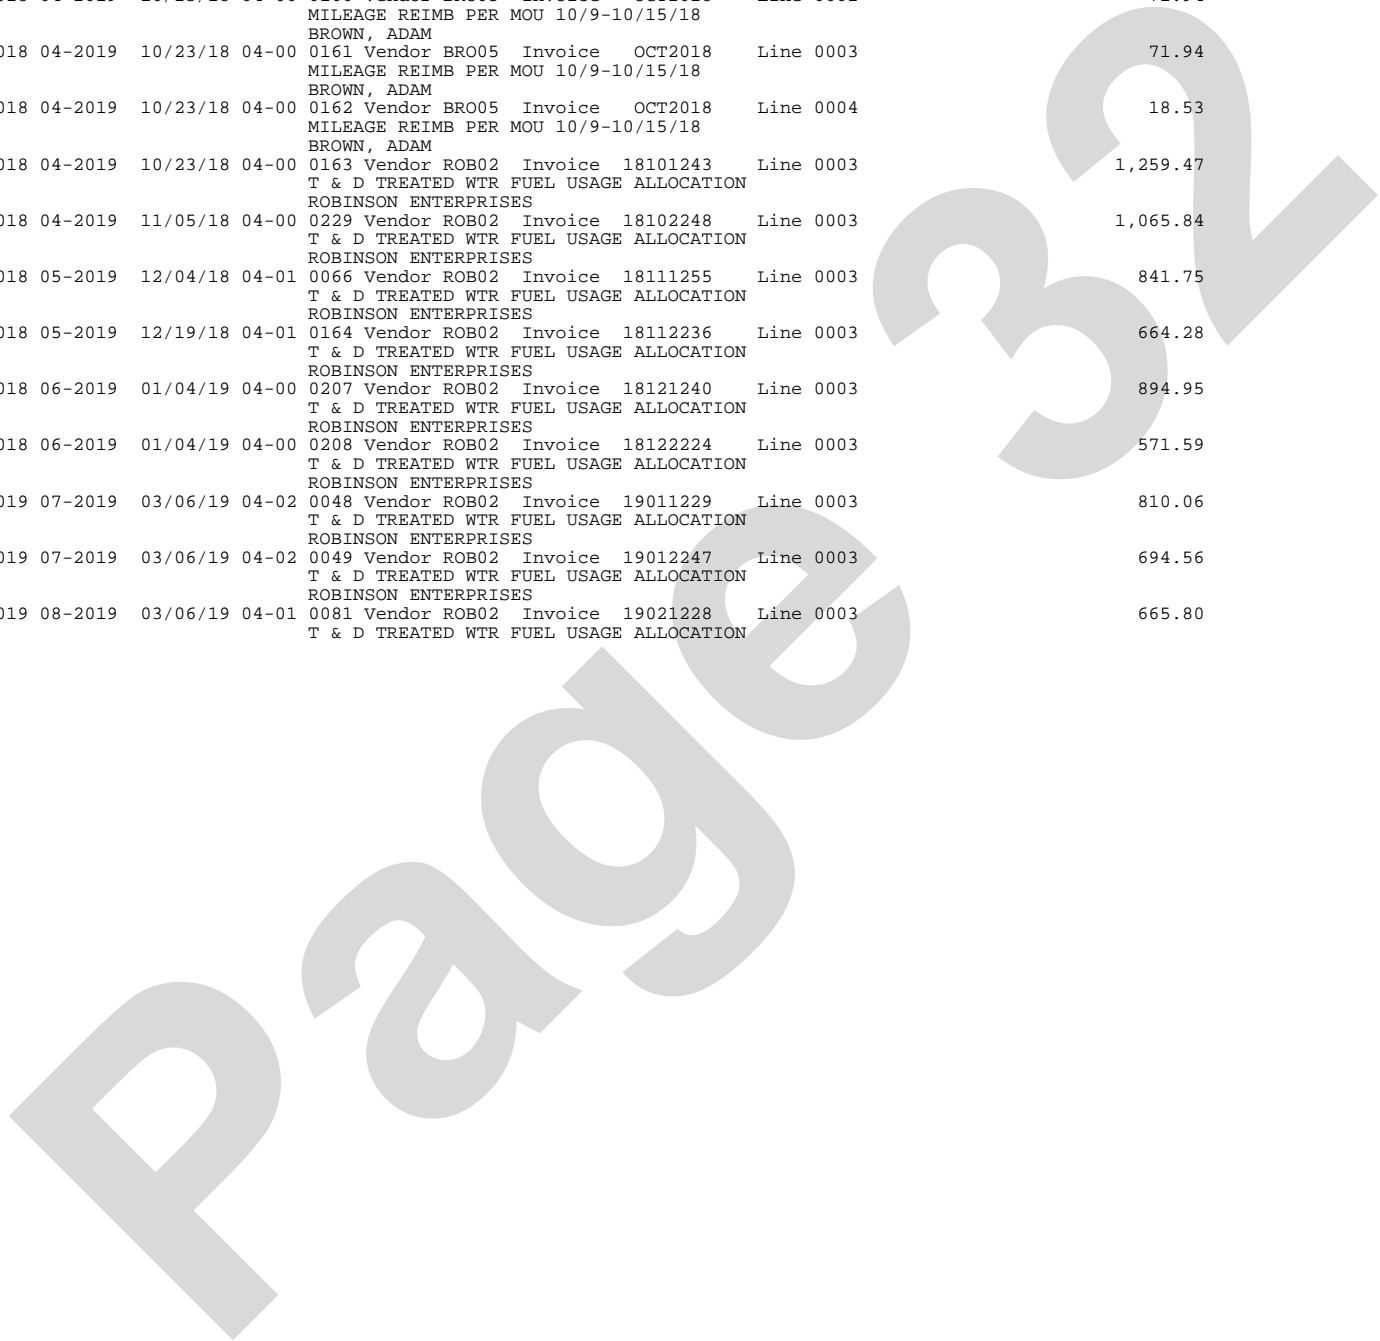 MILEAGE REIMB PER MOU 10/9-10/15/18
BROWN, ADAM
018 04-2019 10/23/18 04-00 0161 Vendor BRO05 Invoice OCT2018 Line 0003 71.94
MILEAGE REIMB PER MOU 10/9-10/15/18
BROWN, ADAM
018 04-2019 10/23/18 04-00 0162 Vendor BRO05 Invoice OCT2018 Line 0004 18.53
MILEAGE REIMB PER MOU 10/9-10/15/18
BROWN, ADAM
018 04-2019 10/23/18 04-00 0163 Vendor ROB02 Invoice 18101243 Line 0003 1,259.47
T & D TREATED WTR FUEL USAGE ALLOCATION
ROBINSON ENTERPRISES
018 04-2019 11/05/18 04-00 0229 Vendor ROB02 Invoice 18102248 Line 0003 1,065.84
T & D TREATED WTR FUEL USAGE ALLOCATION
ROBINSON ENTERPRISES
018 05-2019 12/04/18 04-01 0066 Vendor ROB02 Invoice 18111255 Line 0003 841.75
T & D TREATED WTR FUEL USAGE ALLOCATION
ROBINSON ENTERPRISES
018 05-2019 12/19/18 04-01 0164 Vendor ROB02 Invoice 18112236 Line 0003 664.28
T & D TREATED WTR FUEL USAGE ALLOCATION
ROBINSON ENTERPRISES
018 06-2019 01/04/19 04-00 0207 Vendor ROB02 Invoice 18121240 Line 0003 894.95
T & D TREATED WTR FUEL USAGE ALLOCATION
ROBINSON ENTERPRISES
018 06-2019 01/04/19 04-00 0208 Vendor ROB02 Invoice 18122224 Line 0003 571.59
T & D TREATED WTR FUEL USAGE ALLOCATION
ROBINSON ENTERPRISES
019 07-2019 03/06/19 04-02 0048 Vendor ROB02 Invoice 19011229 Line 0003 810.06
T & D TREATED WTR FUEL USAGE ALLOCATION
ROBINSON ENTERPRISES
019 07-2019 03/06/19 04-02 0049 Vendor ROB02 Invoice 19012247 Line 0003 694.56
T & D TREATED WTR FUEL USAGE ALLOCATION
ROBINSON ENTERPRISES
019 08-2019 03/06/19 04-01 0081 Vendor ROB02 Invoice 19021228 Line 0003 665.80
T & D TREATED WTR FUEL USAGE ALLOCATION
Page 32